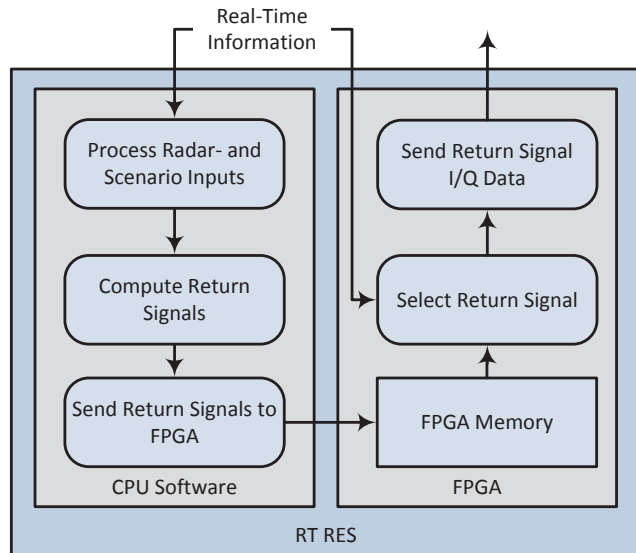 Real-Time
Information
Process Radar- and
Scenario Inputs
Compute Return
Signals
Send Return Signals to
FPGA
CPU Software
Send Return Signal
I/Q Data
Select Return Signal
FPGA Memory
FPGA
RT RES